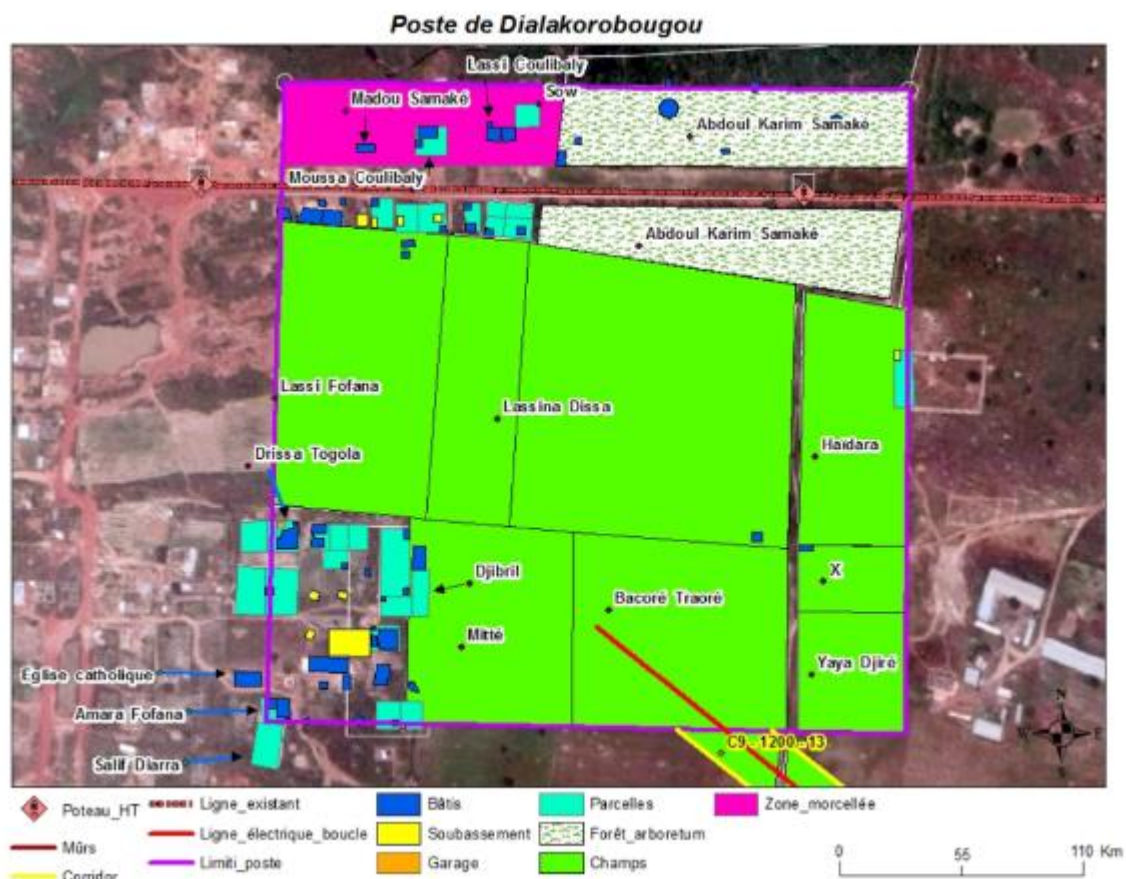 Poste de Dialakorobougou
Lassi Coulibaly
Sow
Madou Samaké
Abdoul Karim Samaké
Moussa Coulibaly
Abdoul Karim Samaké
Lassi Fofana
Lassina Dissa
Drissa Togola
Haïdara
Djibril
X
Bacoré Traoré
Mitté
Yaya Djiré
Eglise catholique
Amara Fofana
C9 - 1200 - 13
Salif Diarra
N
W E
S
Poteau_HT Ligne_existant Bâtis Parcelles Zone_morcellée
Mûrs Ligne_électrique_boucle Soubassement Forêt_arboretum
Corridor Limiti_poste Garage Champs
0 55 110 Km